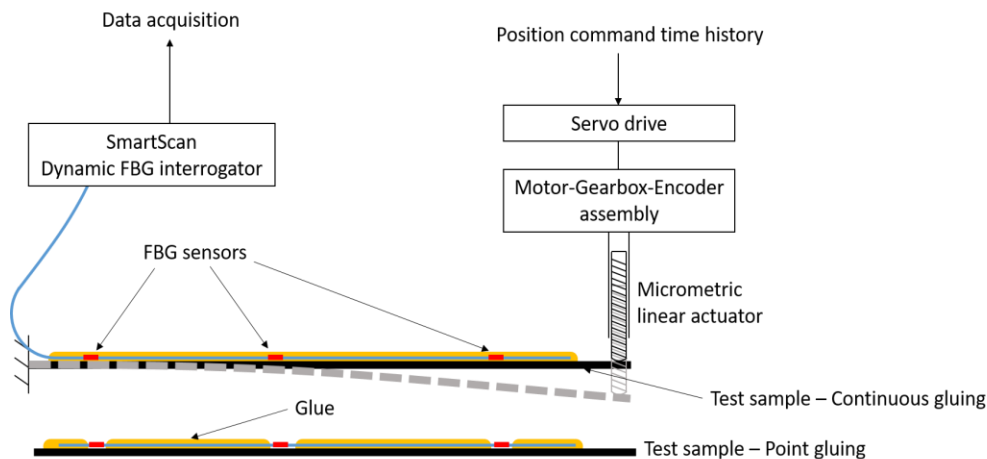 Data acquisition
Position command time history
SmartScan
Dynamic FBG interrogator
Servo drive
Motor-Gearbox-Encoder
assembly
FBG sensors
Micrometric
linear actuator
Test sample – Continuous gluing
Glue
Test sample – Point gluing